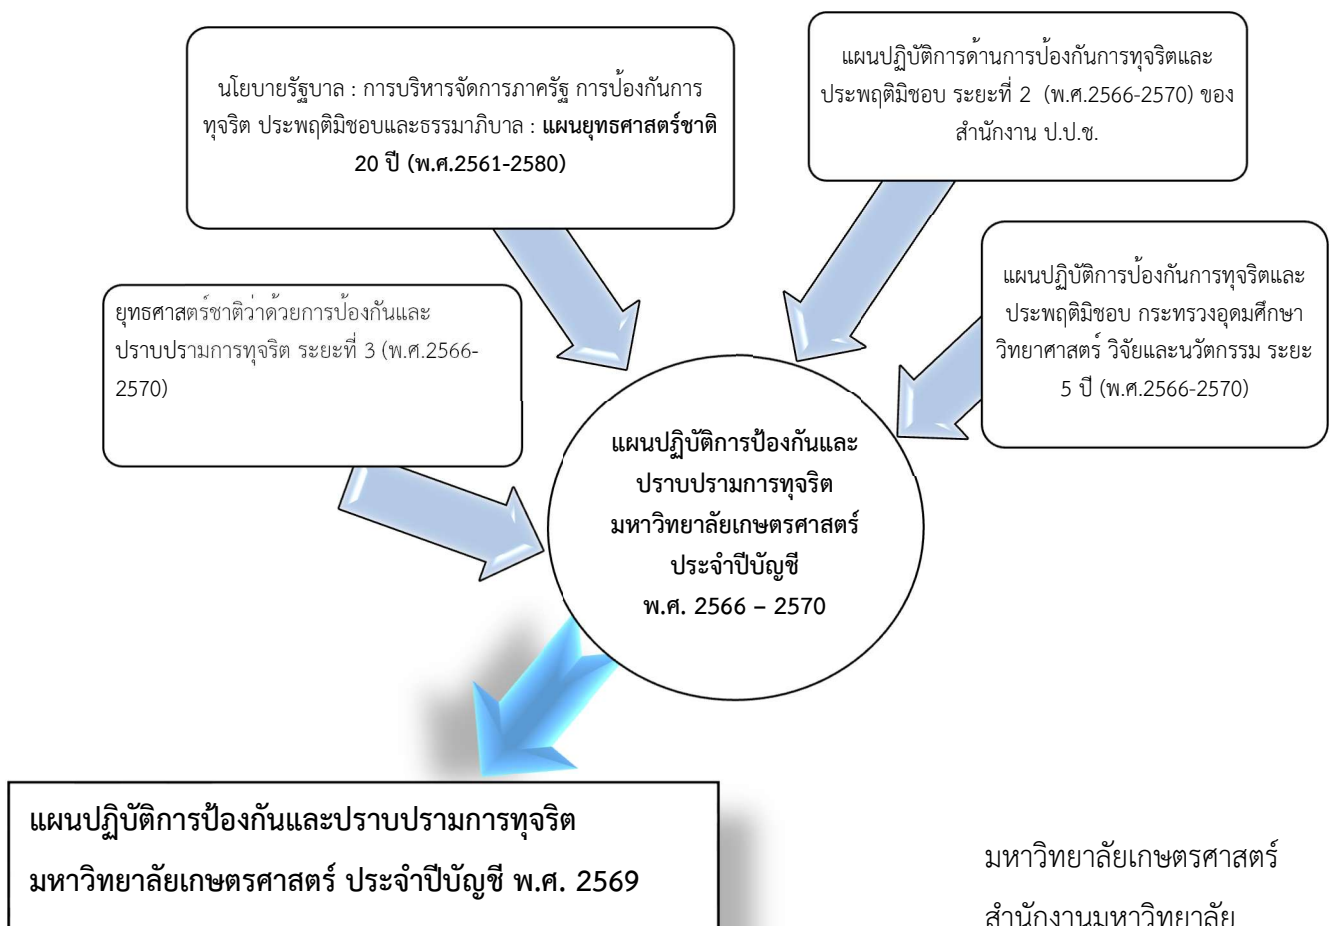 นโยบายรัฐบาล : การบริหารจัดการภาครัฐ การป้องกันการ
ทุจริต ประพฤติมิชอบและธรรมาภิบาล : แผนยุทธศาสตร์ชาติ
20 ปี (พ.ศ.2561-2580)
แผนปฏิบัติการด้านการป้องกันการทุจริตและ
ประพฤติมิชอบ ระยะที่ 2 (พ.ศ.2566-2570) ของ
สำนักงาน ป.ป.ช.
ยุทธศาสตร์ชาติว่าด้วยการป้องกันและ
ปราบปรามการทุจริต ระยะที่ 3 (พ.ศ.2566-
2570)
แผนปฏิบัติการป้องกันการทุจริตและ
ประพฤติมิชอบ กระทรวงอุดมศึกษา
วิทยาศาสตร์ วิจัยและนวัตกรรม ระยะ
5 ปี (พ.ศ.2566-2570)
แผนปฏิบัติการป้องกันและ
ปราบปรามการทุจริต
มหาวิทยาลัยเกษตรศาสตร์
ประจำปีบัญชี
พ.ศ. 2566 – 2570
แผนปฏิบัติการป้องกันและปราบปรามการทุจริต
มหาวิทยาลัยเกษตรศาสตร์ ประจำปีบัญชี พ.ศ. 2569
มหาวิทยาลัยเกษตรศาสตร์
สำนักงานมหาวิทยาลัย